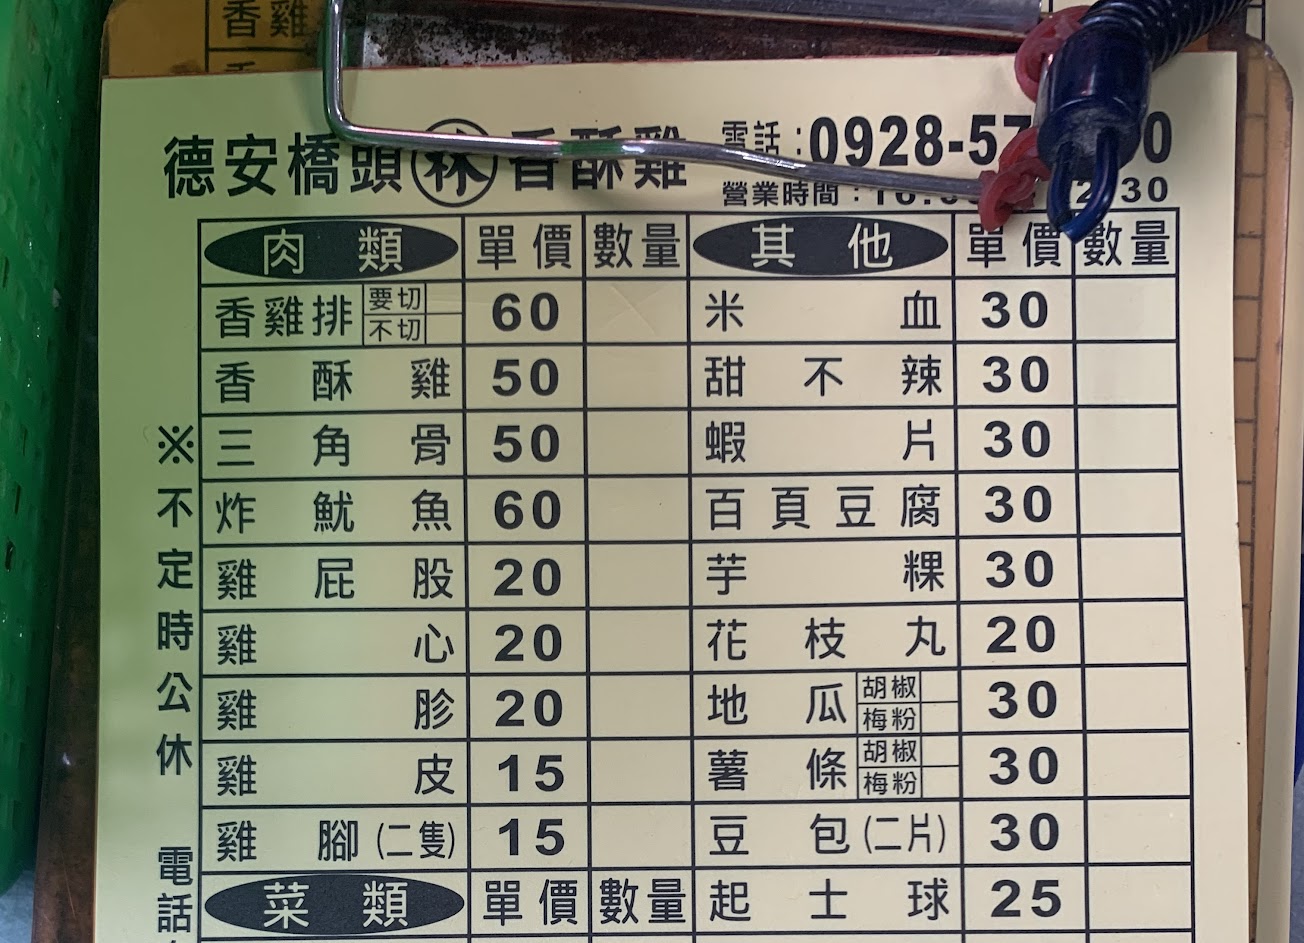 香雞
德安橋頭 林 香酥雞
電話：0928-57
營業時間：
30
肉類 單價 數量 其他 單價 數量
香雞排 要切 不切 60 米血 30
香酥雞 50 甜不辣 30
三角骨 50 蝦片 30
炸魷魚 60 百頁豆腐 30
雞屁股 20 芋粿 30
雞心 20 花枝丸 20
雞胗 20 地瓜 胡椒 梅粉 30
雞皮 15 薯條 胡椒 梅粉 30
雞腳(二隻) 15 豆包(二片) 30
菜類 單價 數量 起士球 25
※不定時公休
電話